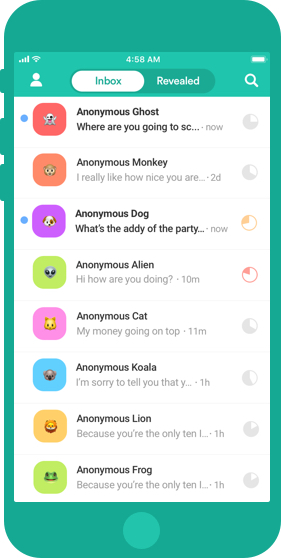 4:58 AM
Inbox
Revealed
Anonymous Ghost
Where are you going to sc... · now
Anonymous Monkey
I really like how nice you are... · 2d
Anonymous Dog
What's the addy of the party... · now
Anonymous Alien
Hi how are you doing? · 10m
Anonymous Cat
My money going on top · 11m
Anonymous Koala
I'm sorry to tell you that y... · 1h
Anonymous Lion
Because you're the only ten I... · 1h
Anonymous Frog
Because you're the only ten I... · 1h